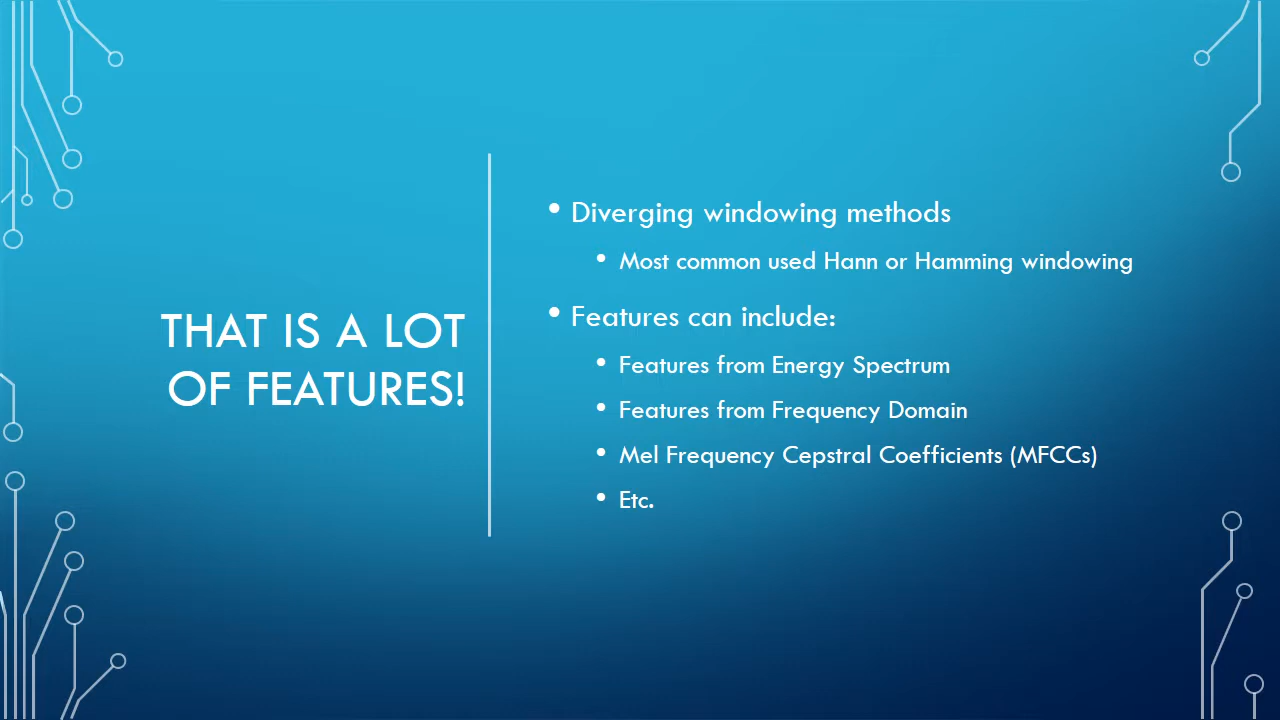 THAT IS A LOT
OF FEATURES!
• Diverging windowing methods
• Most common used Hann or Hamming windowing
• Features can include:
• Features from Energy Spectrum
• Features from Frequency Domain
• Mel Frequency Cepstral Coefficients (MFCCs)
• Etc.